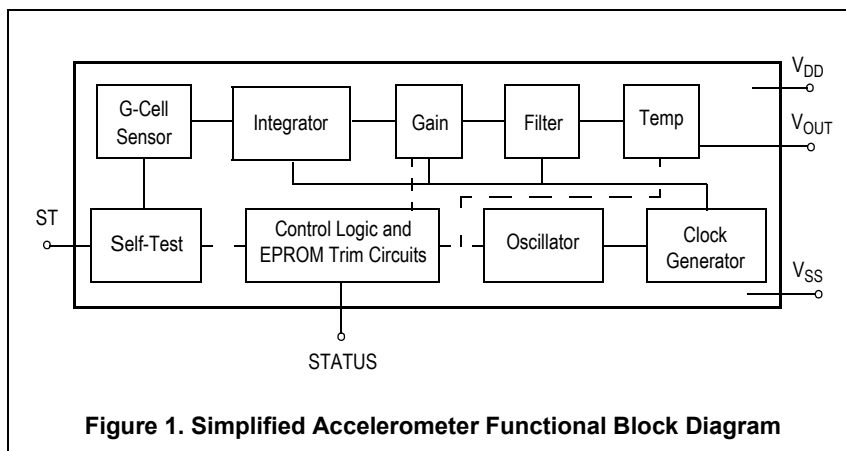 V_DD
G-Cell
Sensor
Integrator
Gain
Filter
Temp
V_OUT
ST
Self-Test
Control Logic and
EPROM Trim Circuits
Oscillator
Clock
Generator
V_SS
STATUS
Figure 1. Simplified Accelerometer Functional Block Diagram